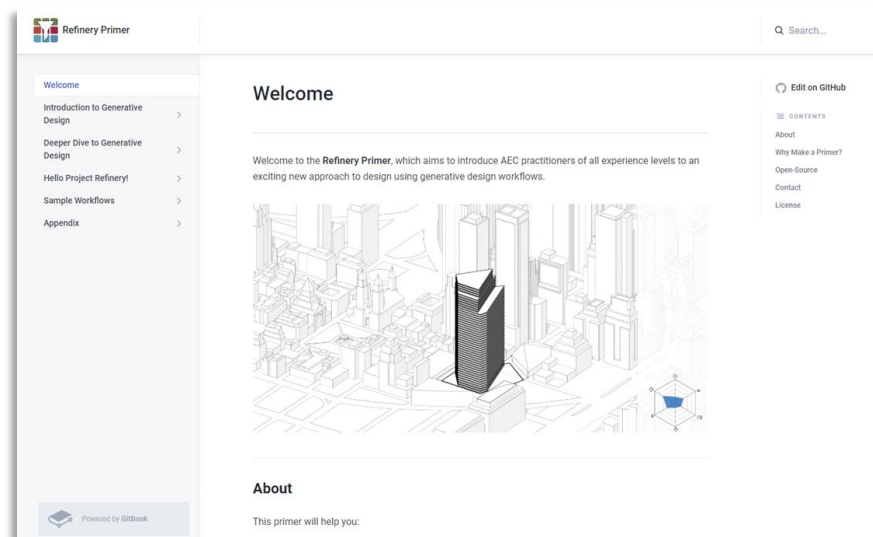 Refinery Primer
Search...
Welcome
Introduction to Generative
Design
Deeper Dive to Generative
Design
Hello Project Refinery!
Sample Workflows
Appendix
Powered by GitBook
Welcome
Welcome to the Refinery Primer, which aims to introduce AEC practitioners of all experience levels to an
exciting new approach to design using generative design workflows.
About
This primer will help you:
Edit on GitHub
CONTENTS
About
Why Make a Primer?
Open-Source
Contact
License